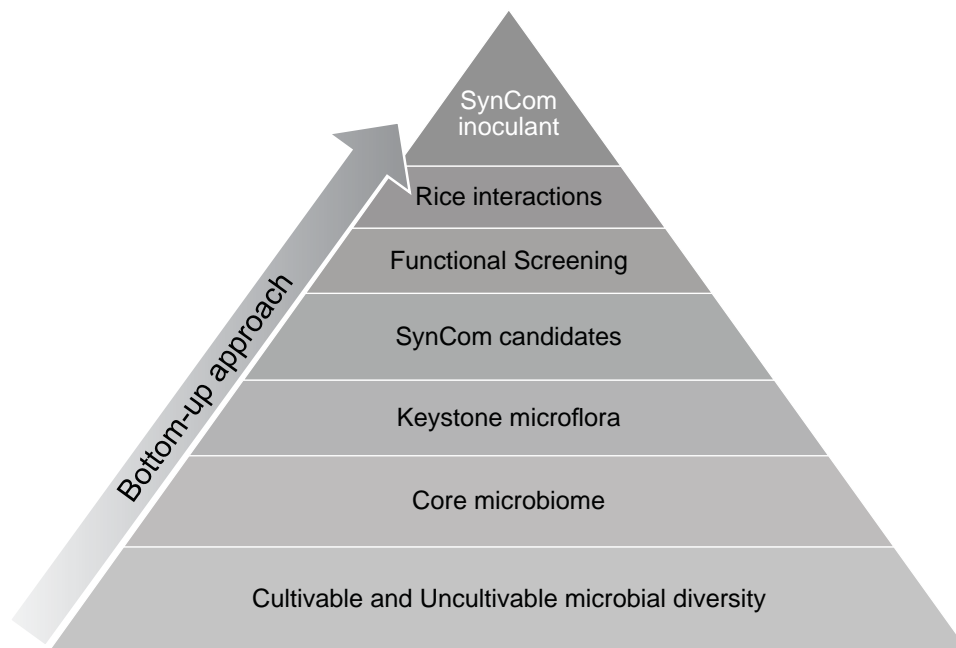 SynCom
inoculant
Rice interactions
Functional Screening
SynCom candidates
Keystone microflora
Core microbiome
Cultivable and Uncultivable microbial diversity
Bottom-up approach